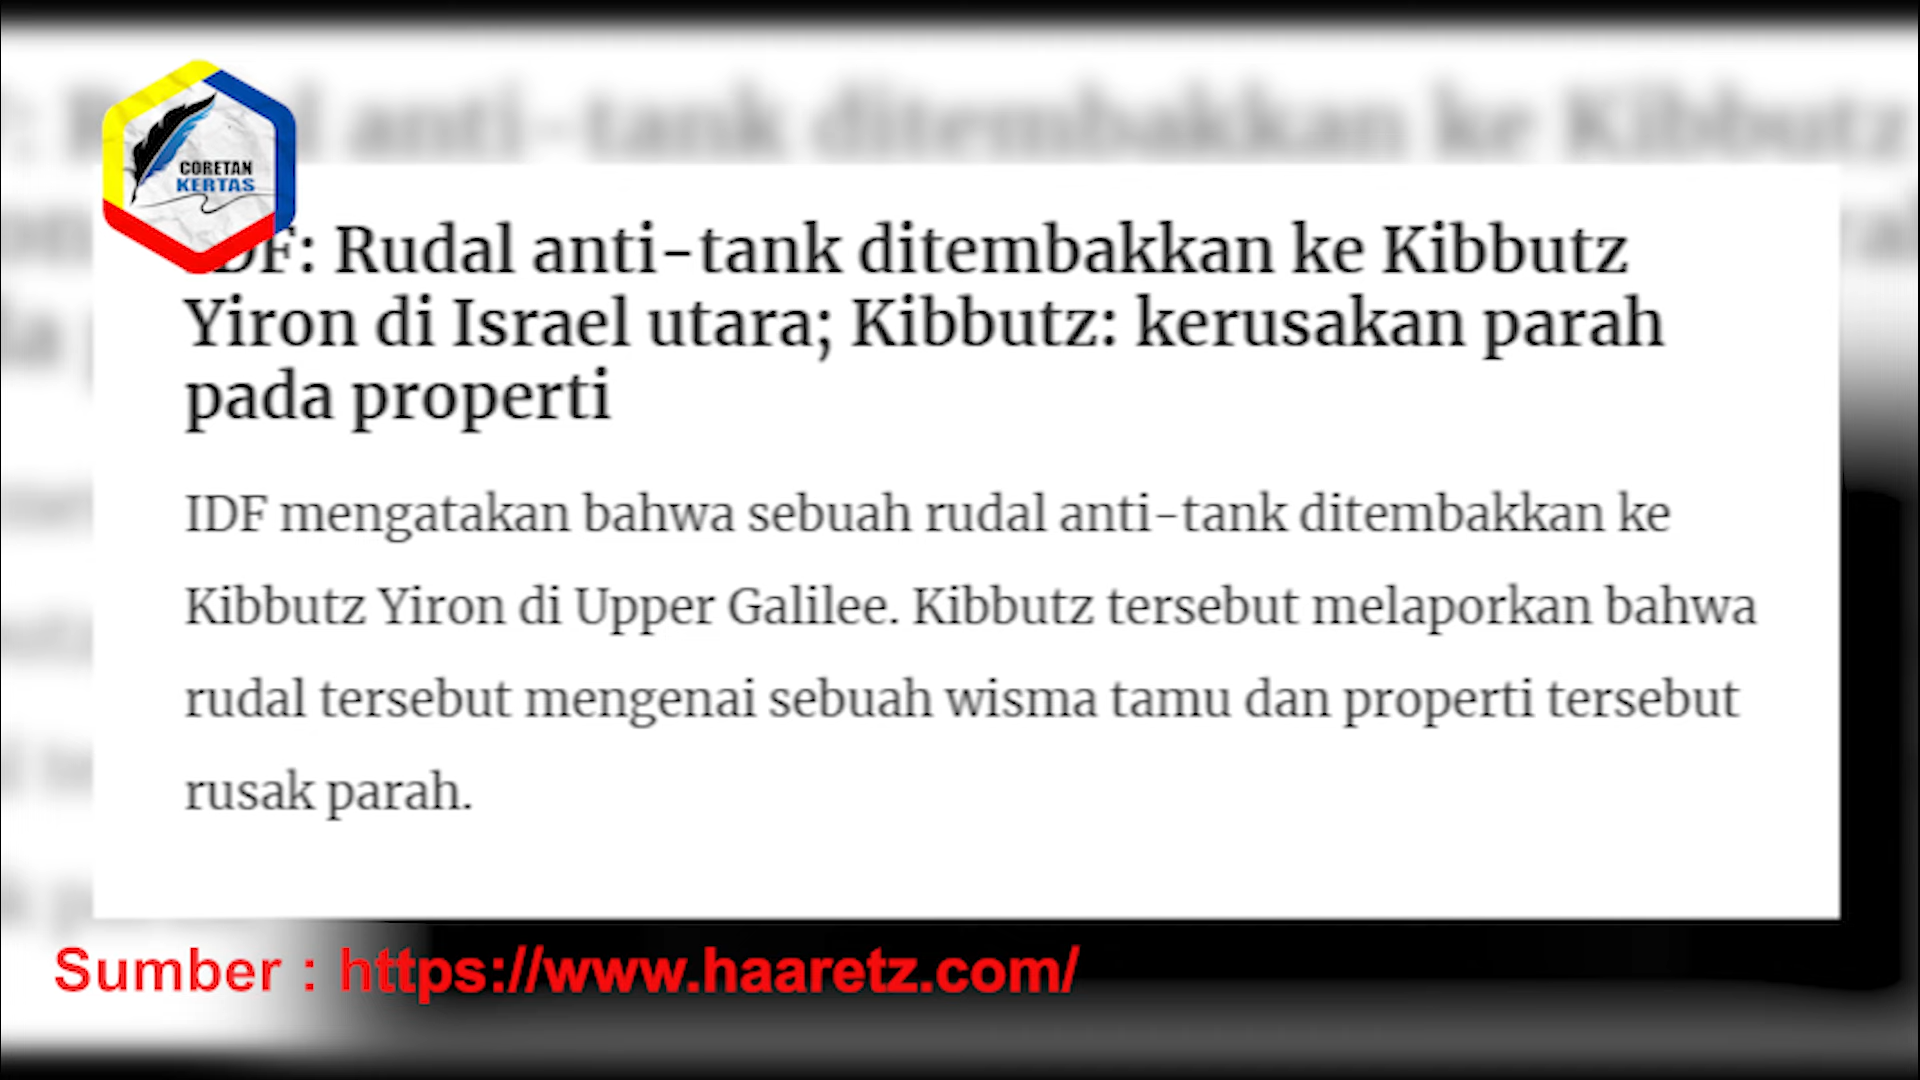 CORETAN
KERTAS
IDF: Rudal anti-tank ditembakkan ke Kibbutz
Yiron di Israel utara; Kibbutz: kerusakan parah
pada properti
IDF mengatakan bahwa sebuah rudal anti-tank ditembakkan ke
Kibbutz Yiron di Upper Galilee. Kibbutz tersebut melaporkan bahwa
rudal tersebut mengenai sebuah wisma tamu dan properti tersebut
rusak parah.
Sumber : https://www.haaretz.com/